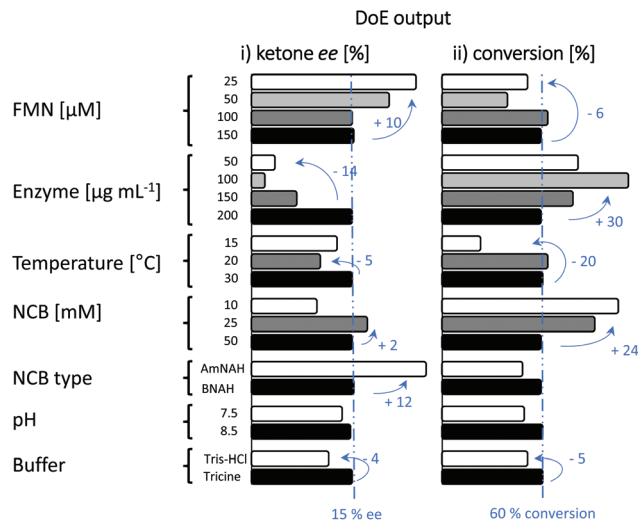 DoE output
i) ketone ee [%]
ii) conversion [%]
FMN [µM]
25
50
100
150
+ 10
- 6
Enzyme [µg mL⁻¹]
50
100
150
200
- 14
+ 30
Temperature [°C]
15
20
30
- 5
- 20
NCB [mM]
10
25
50
+ 2
+ 24
NCB type
AmNAH
BNAH
+ 12
pH
7.5
8.5
Buffer
Tris-HCl
Tricine
- 4
- 5
15 % ee
60 % conversion